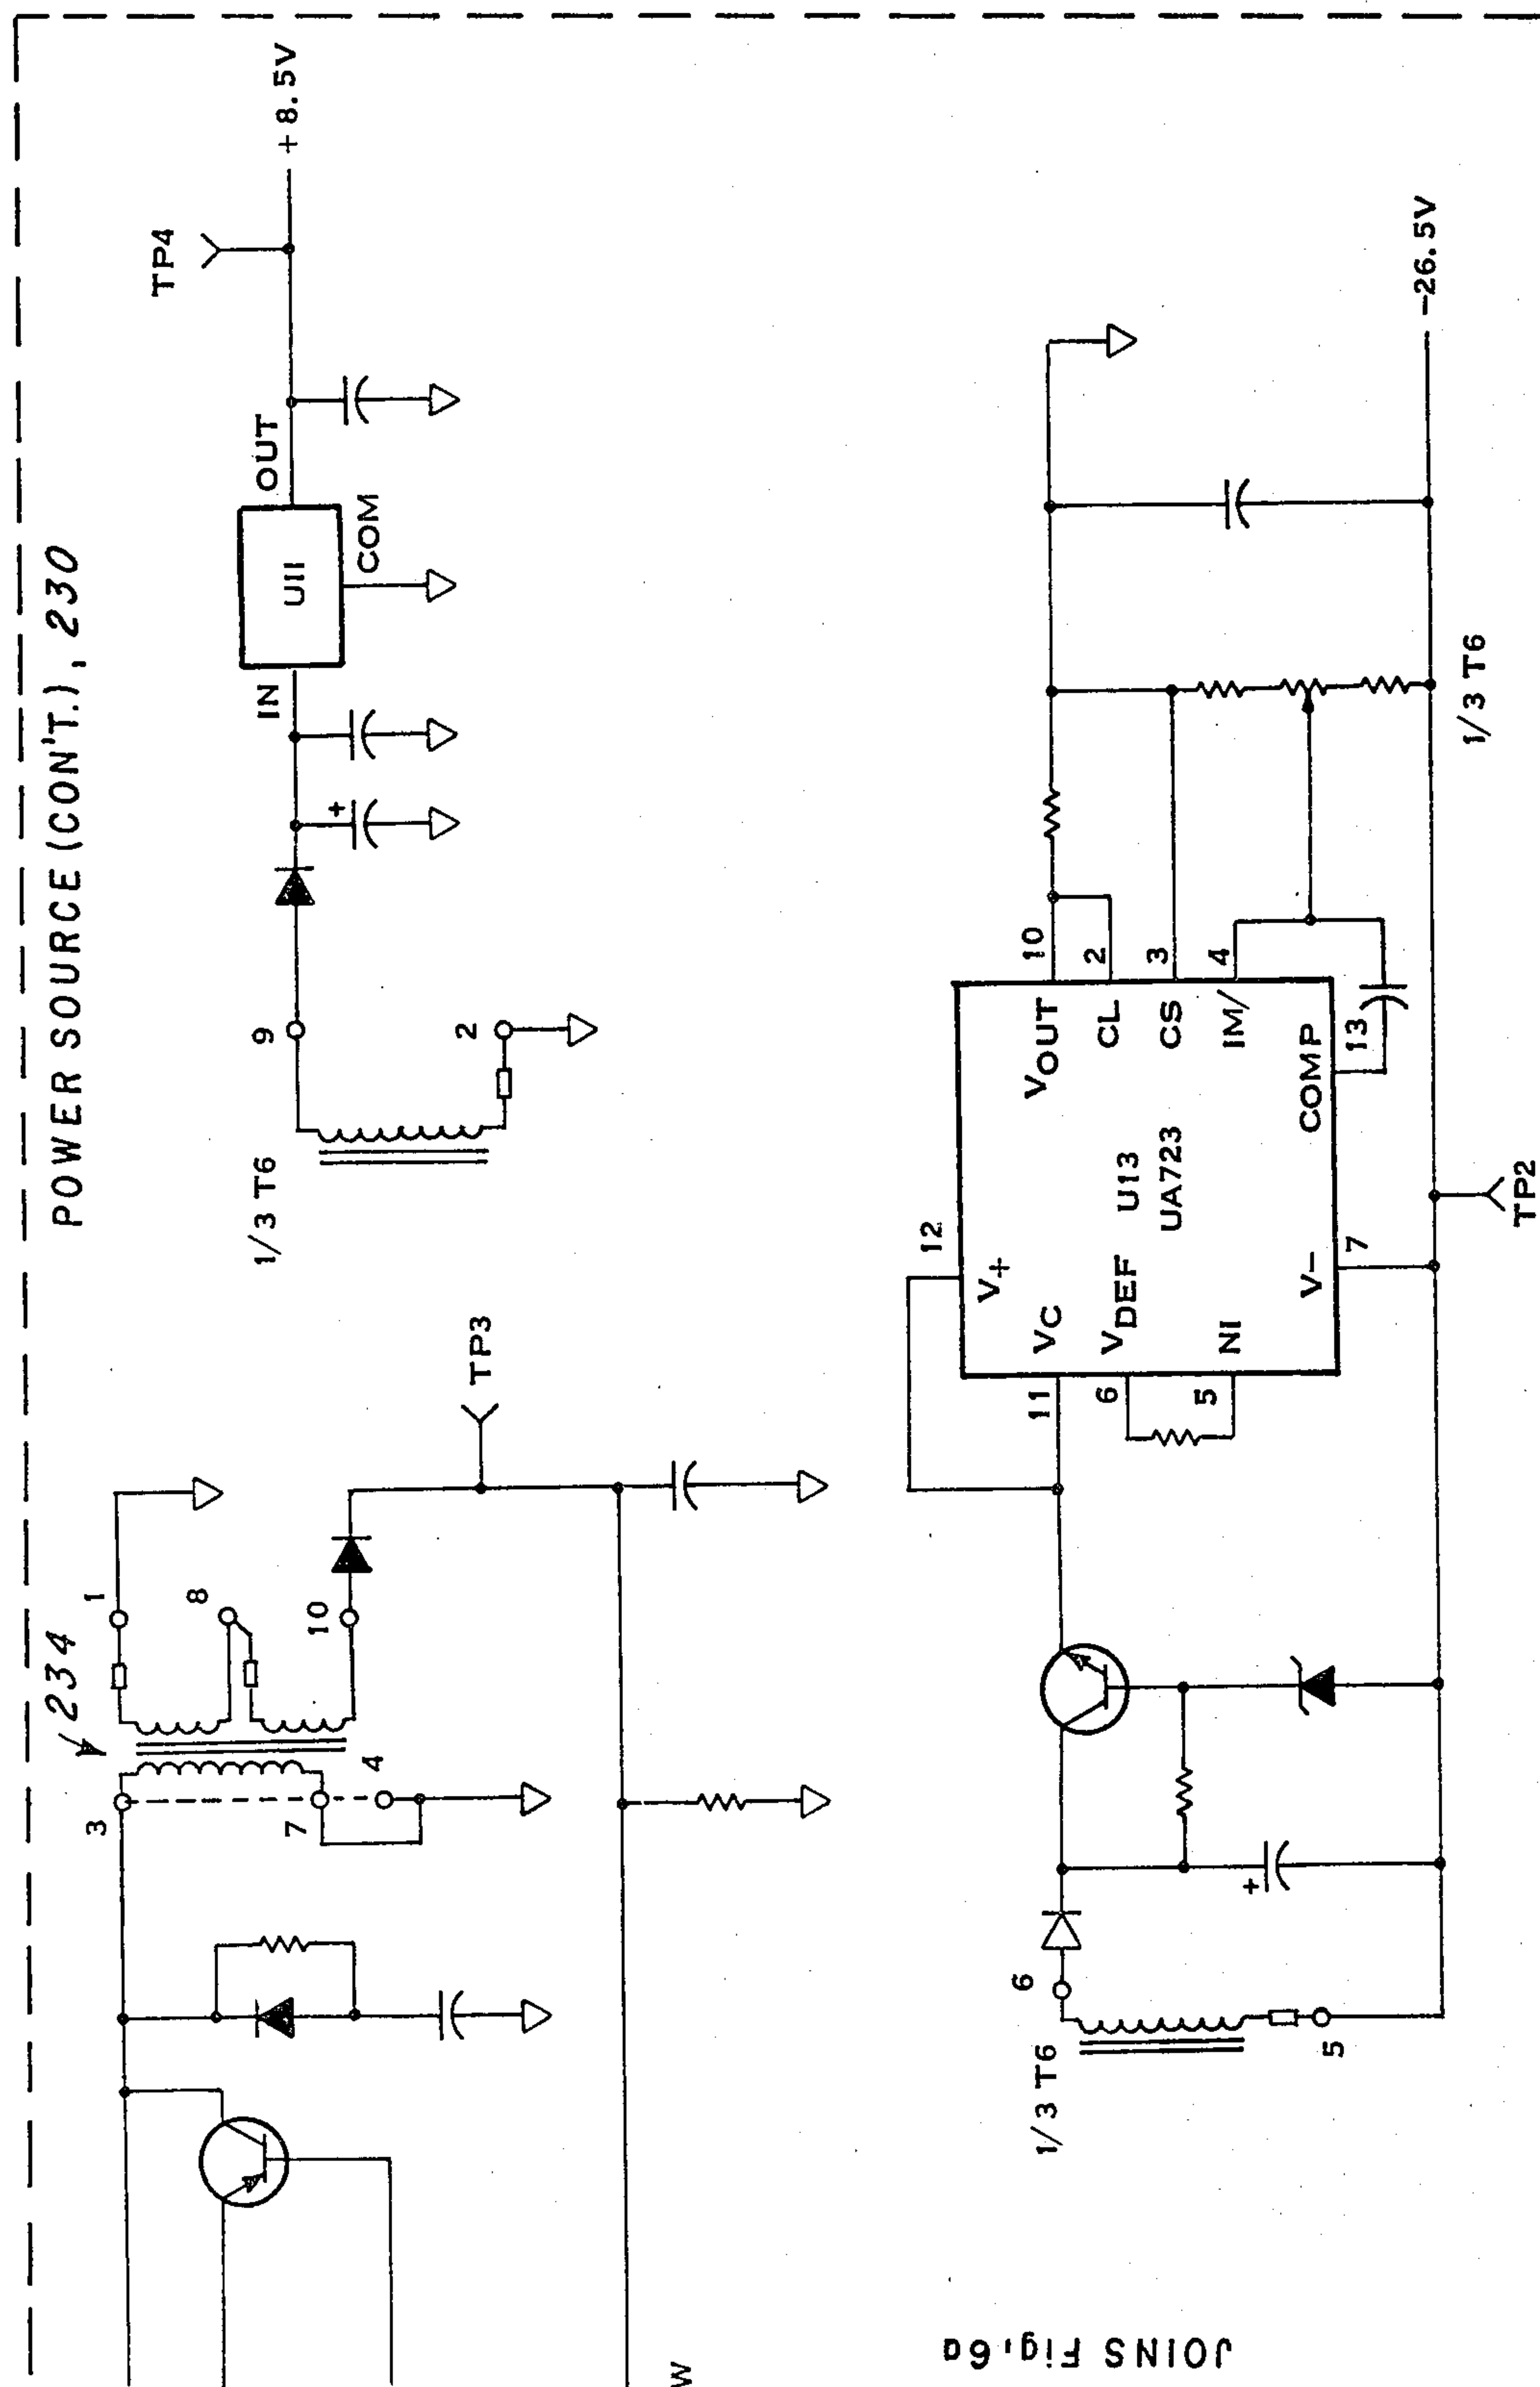 POWER SOURCE (CON'T.), 230
234
3
7
4
1
8
10
TP3
1/3 T6
9
2
IN
U11
OUT
COM
TP4
+8.5V
1/3 T6
6
5
11
VC
V+
12
6
VDEF
5
NI
U13
UA723
VOUT
10
CL
2
CS
3
IM/
4
COMP
13
V-
7
TP2
1/3 T6
-26.5V
W
JOINS Fig. 6a